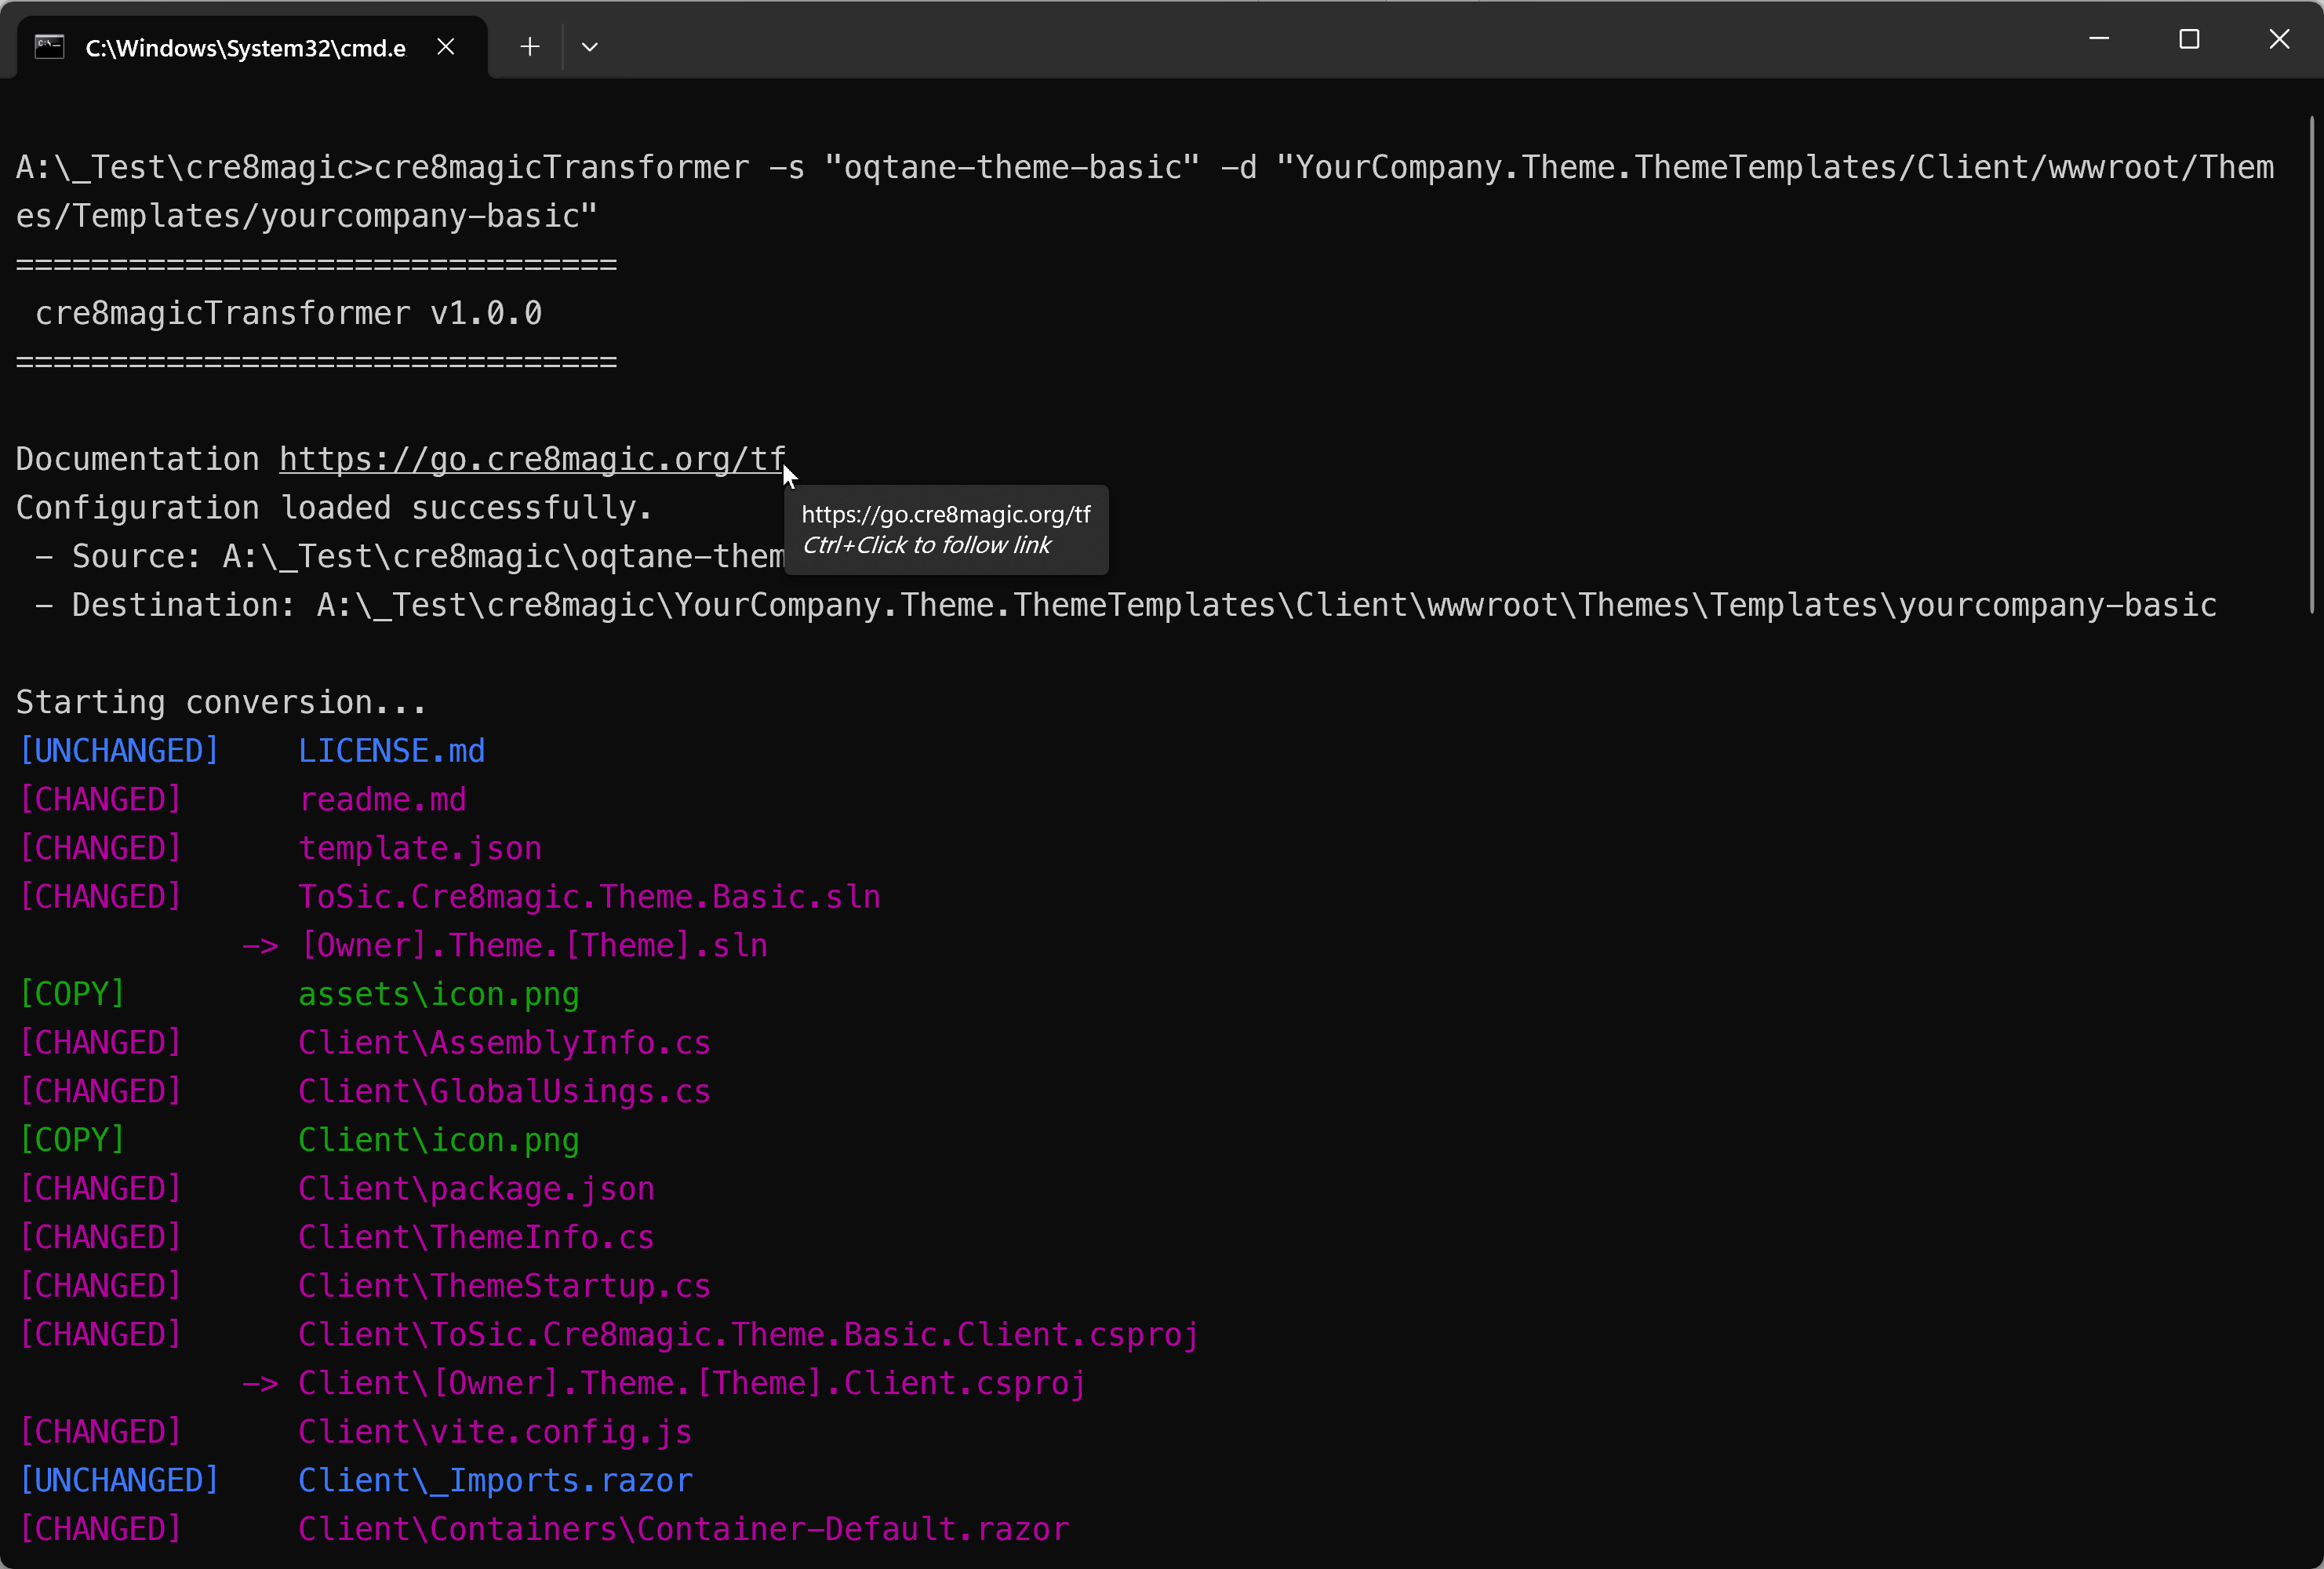 C:\Windows\System32\cmd.e
A:\_Test\cre8magic>cre8magicTransformer -s "oqtane-theme-basic" -d "YourCompany.Theme.ThemeTemplates/Client/wwwroot/Them
es/Templates/yourcompany-basic"
================================
 cre8magicTransformer v1.0.0
================================
Documentation https://go.cre8magic.org/tf
Configuration loaded successfully.
https://go.cre8magic.org/tf
Ctrl+Click to follow link
 - Source: A:\_Test\cre8magic\oqtane-them
 - Destination: A:\_Test\cre8magic\YourCompany.Theme.ThemeTemplates\Client\wwwroot\Themes\Templates\yourcompany-basic
Starting conversion...
[UNCHANGED] LICENSE.md
[CHANGED] readme.md
[CHANGED] template.json
[CHANGED] ToSic.Cre8magic.Theme.Basic.sln
-> [Owner].Theme.[Theme].sln
[COPY] assets\icon.png
[CHANGED] Client\AssemblyInfo.cs
[CHANGED] Client\GlobalUsings.cs
[COPY] Client\icon.png
[CHANGED] Client\package.json
[CHANGED] Client\ThemeInfo.cs
[CHANGED] Client\ThemeStartup.cs
[CHANGED] Client\ToSic.Cre8magic.Theme.Basic.Client.csproj
-> Client\[Owner].Theme.[Theme].Client.csproj
[CHANGED] Client\vite.config.js
[UNCHANGED] Client\_Imports.razor
[CHANGED] Client\Containers\Container-Default.razor